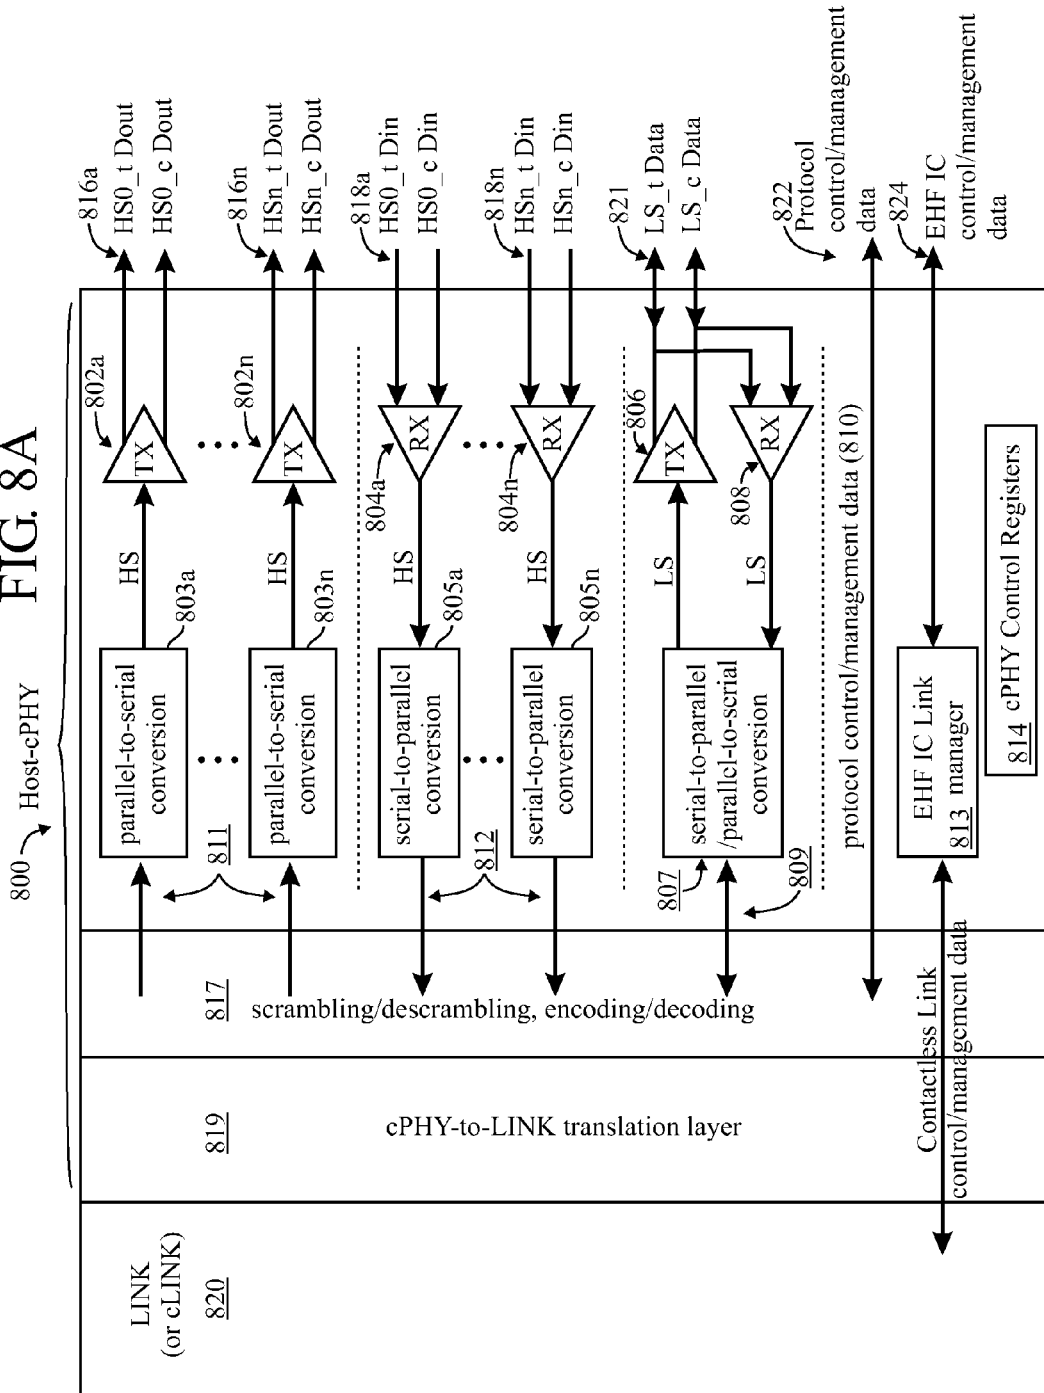 FIG. 8A
800
Host-cPHY
LINK
(or cLINK)
820
819
cPHY-to-LINK translation layer
817
scrambling/descrambling, encoding/decoding
811
parallel-to-serial
conversion
803a
HS
TX
802a
816a
HS0_t Dout
HS0_c Dout
parallel-to-serial
conversion
803n
HS
TX
802n
816n
HSn_t Dout
HSn_c Dout
812
serial-to-parallel
conversion
805a
HS
RX
804a
818a
HS0_t Din
HS0_c Din
serial-to-parallel
conversion
805n
HS
RX
804n
818n
HSn_t Din
HSn_c Din
807
809
serial-to-parallel
/parallel-to-serial
conversion
LS
TX
806
LS
RX
808
821
LS_t Data
LS_c Data
protocol control/management data (810)
822
Protocol
control/management
data
Contactless Link
control/management data
EHF IC Link
813 manager
824
EHF IC
control/management
data
814 cPHY Control Registers